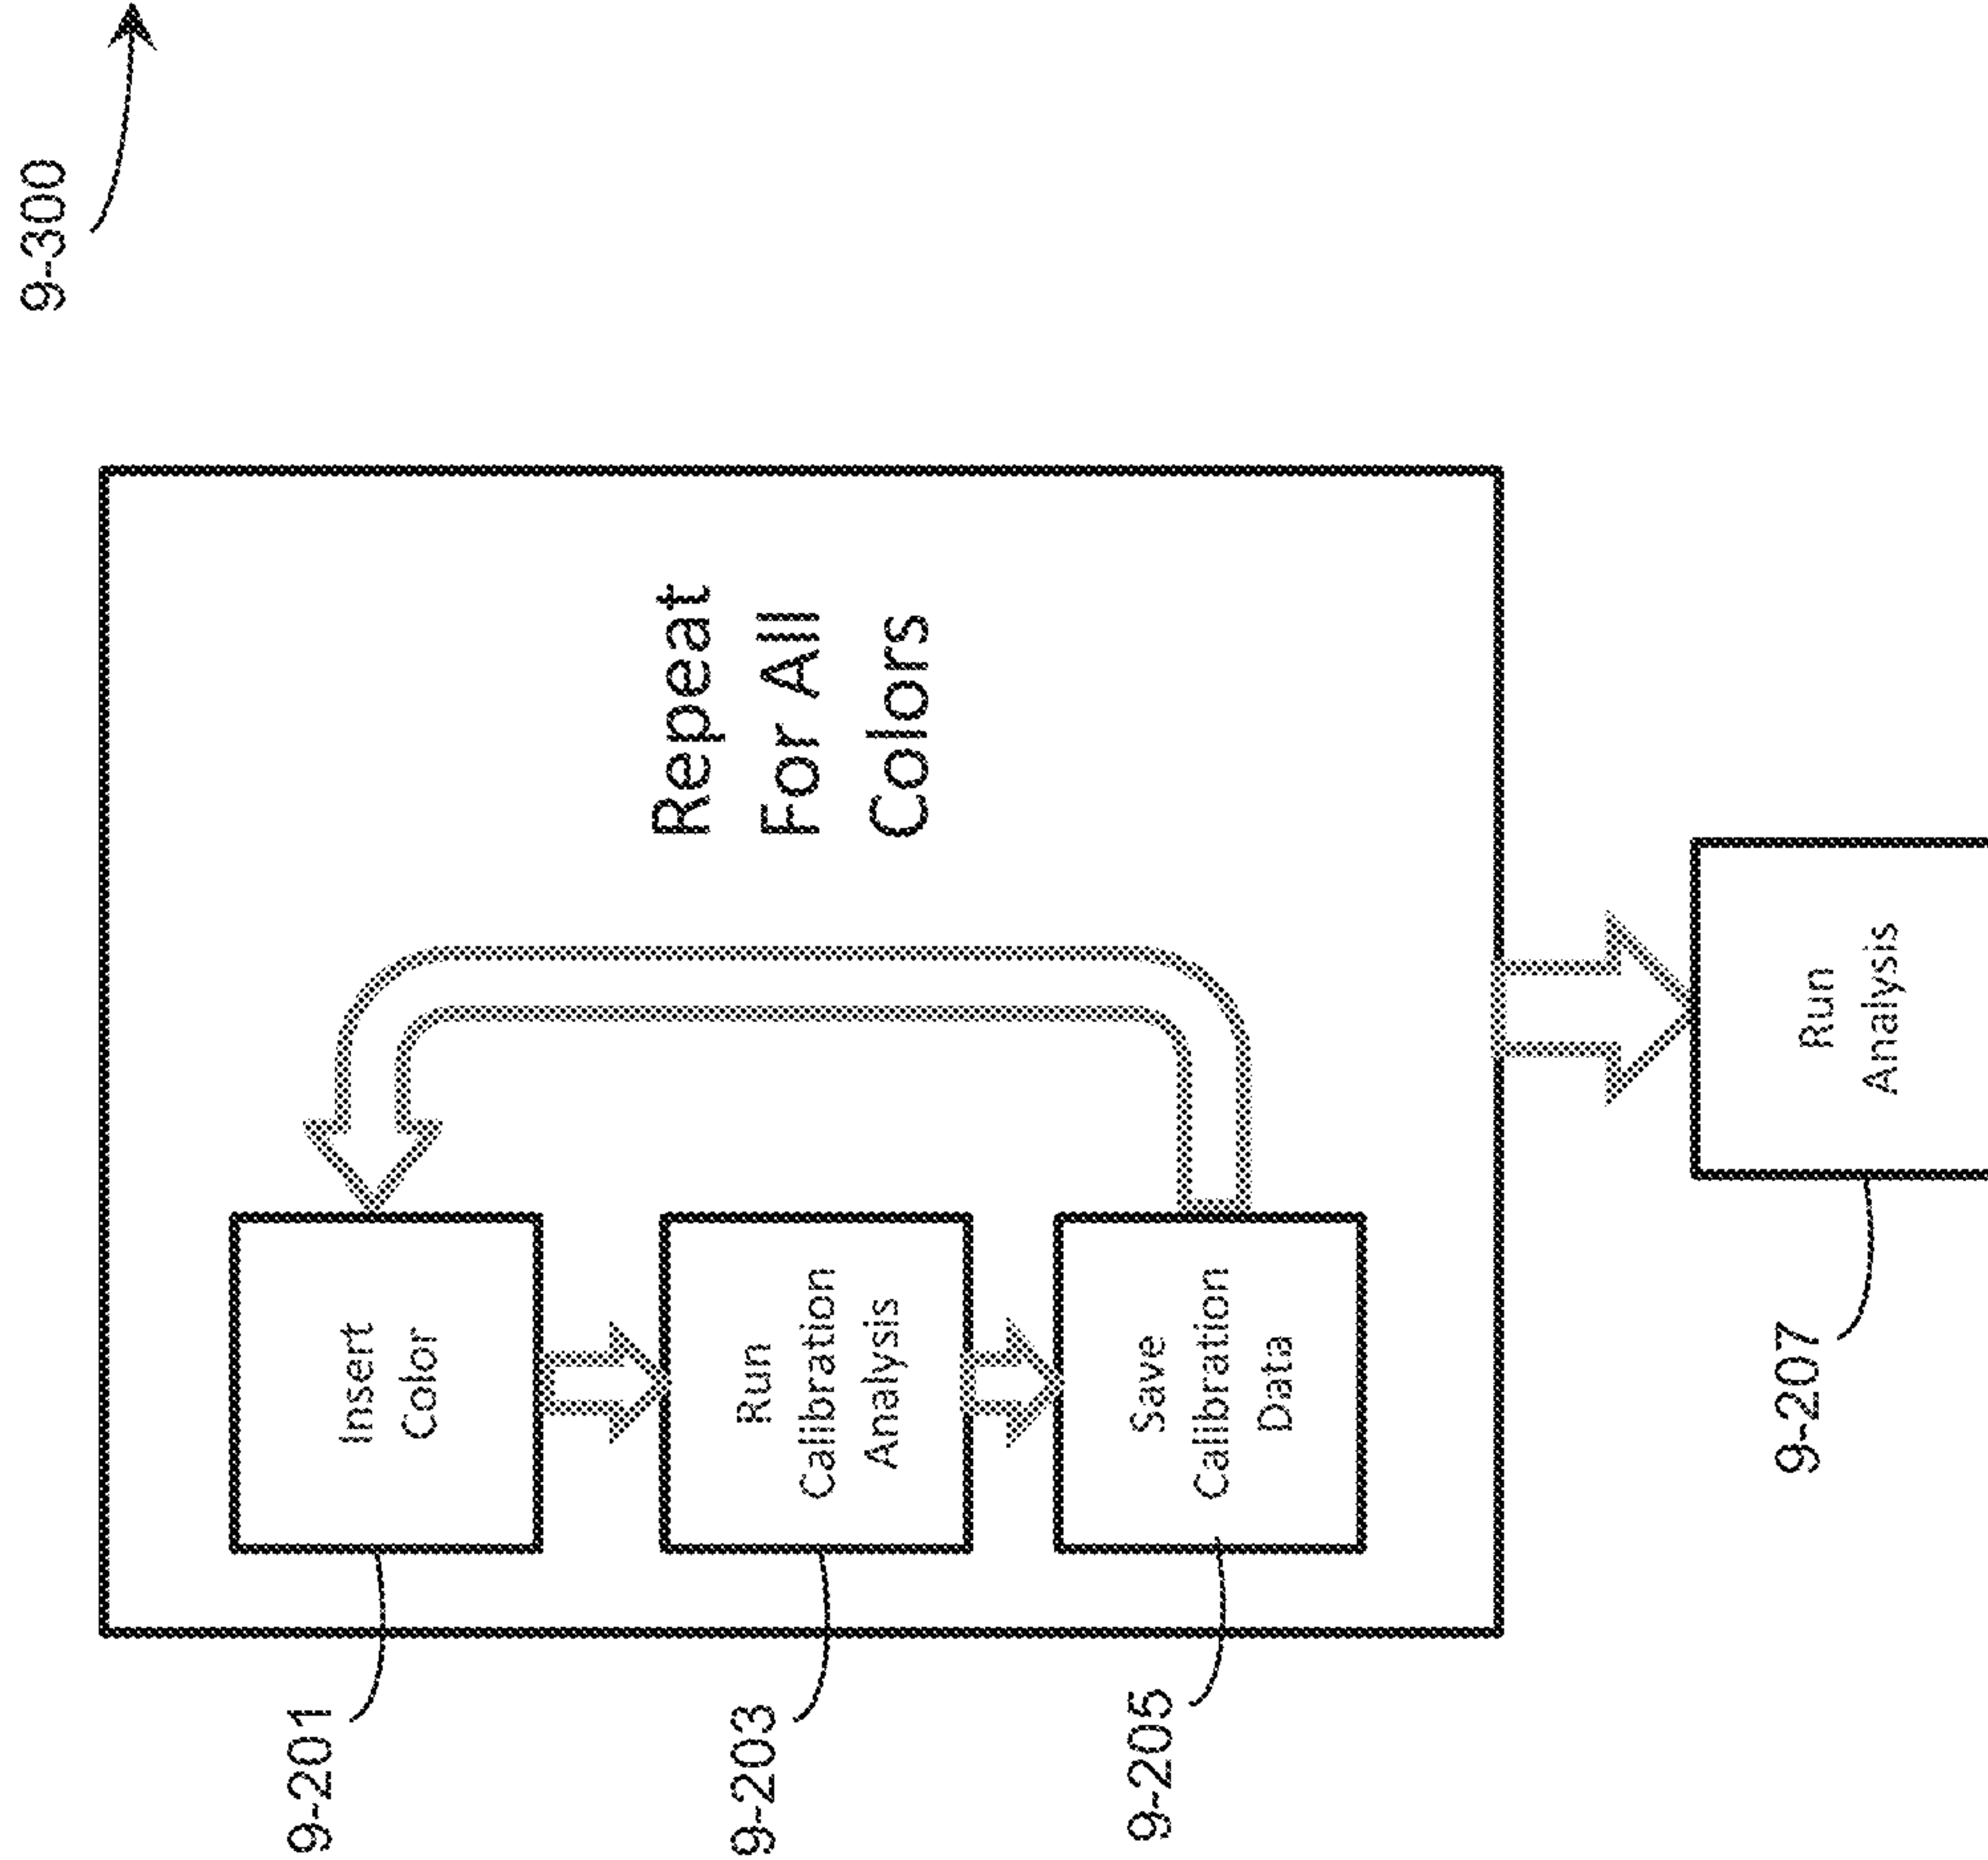 9-300
Repeat
For All
Colors
9-201
Insert
Color
9-203
Run
Calibration
Analysis
9-205
Save
Calibration
Data
9-207
Run
Analysis